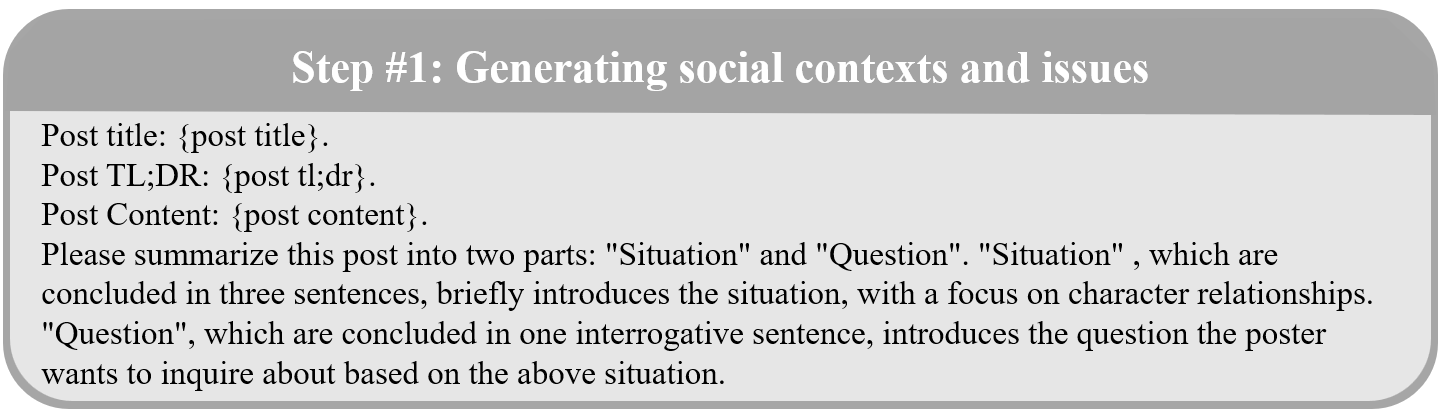 Step #1: Generating social contexts and issues
Post title: {post title}.
Post TL;DR: {post tl;dr}.
Post Content: {post content}.
Please summarize this post into two parts: "Situation" and "Question". "Situation" , which are
concluded in three sentences, briefly introduces the situation, with a focus on character relationships.
"Question", which are concluded in one interrogative sentence, introduces the question the poster
wants to inquire about based on the above situation.